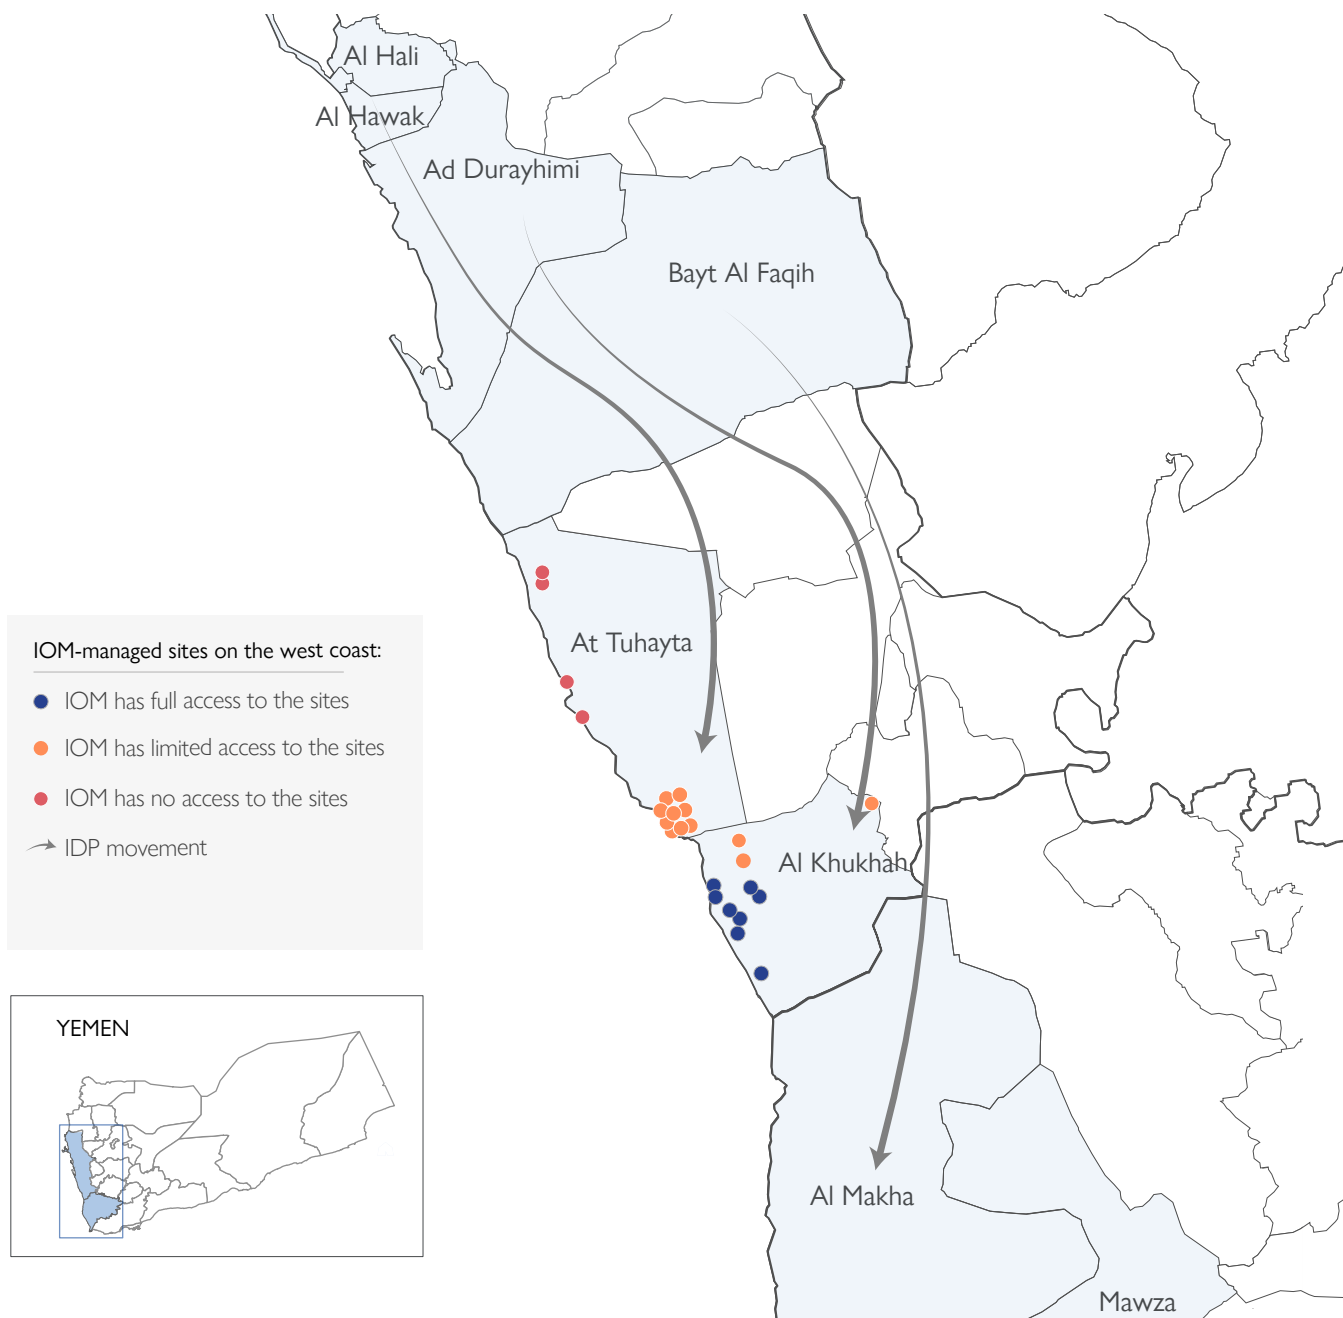 Al Hali
Al Hawak
Ad Durayhimi
Bayt Al Faqih
At Tuhayta
IOM-managed sites on the west coast:
IOM has full access to the sites
IOM has limited access to the sites
IOM has no access to the sites
IDP movement
Al Khukhah
YEMEN
Al Makha
Mawza